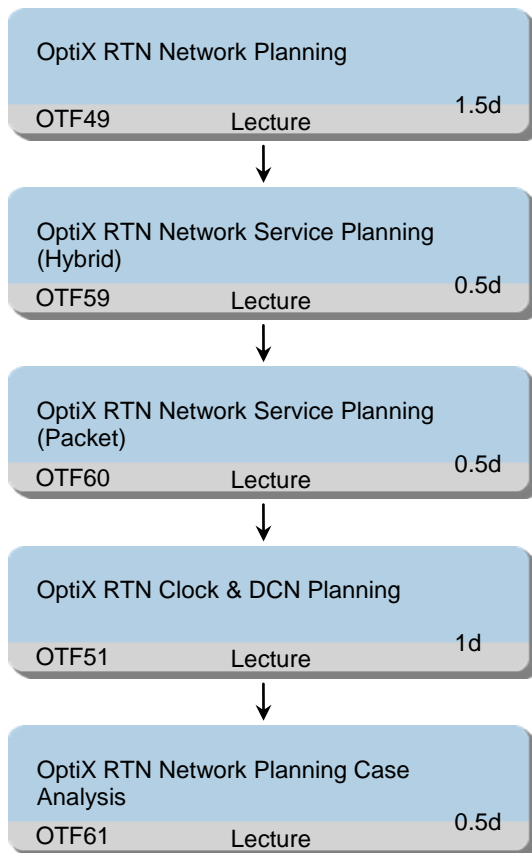 OptiX RTN Network Planning
1.5d
OTF49 Lecture
OptiX RTN Network Service Planning
(Hybrid)
0.5d
OTF59 Lecture
OptiX RTN Network Service Planning
(Packet)
0.5d
OTF60 Lecture
OptiX RTN Clock & DCN Planning
1d
OTF51 Lecture
OptiX RTN Network Planning Case
Analysis
0.5d
OTF61 Lecture